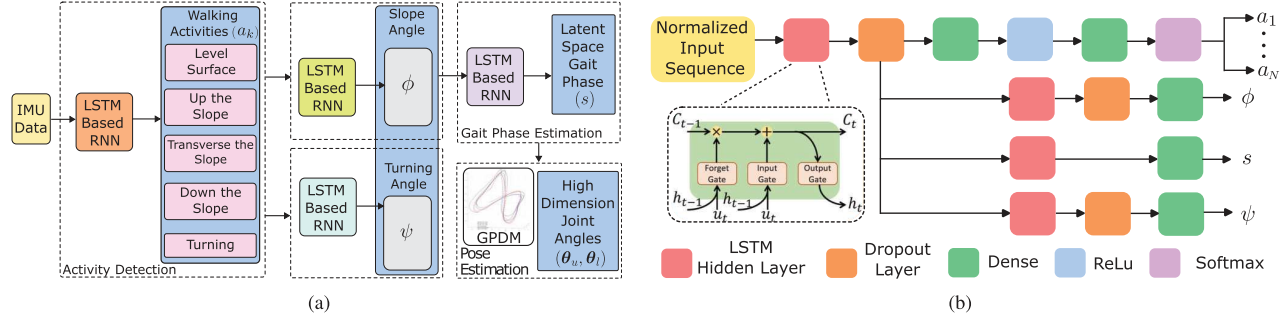 IMU
Data
LSTM
Based
RNN
Walking
Activities (a_k)
Level
Surface
Up the
Slope
Transverse the
Slope
Down the
Slope
Turning
Activity Detection
LSTM
Based
RNN
Slope
Angle
ϕ
LSTM
Based
RNN
Turning
Angle
ψ
LSTM
Based
RNN
Latent
Space
Gait
Phase
(s)
Gait Phase Estimation
GPDM
Pose
Estimation
High
Dimension
Joint
Angles
(θ_u, θ_l)
(a)
Normalized
Input
Sequence
a_1
a_N
ϕ
s
ψ
C_{t-1}
×
+
C_t
Forget
Gate
Input
Gate
Output
Gate
h_{t-1}
u_t
h_{t-1}
u_t
h_t
LSTM
Hidden Layer
Dropout
Layer
Dense
ReLu
Softmax
(b)